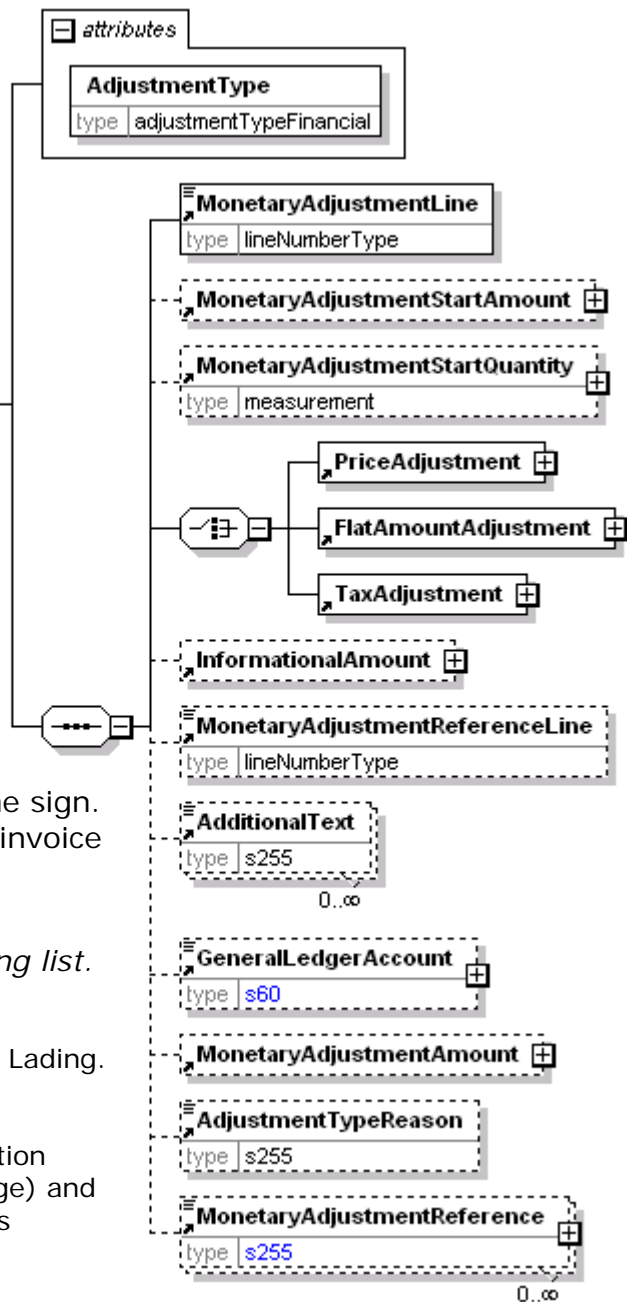 attributes
AdjustmentType
type adjustmentTypeFinancial
MonetaryAdjustmentLine
type lineNumberType
MonetaryAdjustmentStartAmount
MonetaryAdjustmentStartQuantity
type measurement
PriceAdjustment
FlatAmountAdjustment
TaxAdjustment
InformationalAmount
MonetaryAdjustmentReferenceLine
type lineNumberType
ne sign.
invoice
AdditionalText
type s255
0..∞
ng list.
GeneralLedgerAccount
type s60
Lading.
MonetaryAdjustmentAmount
AdjustmentTypeReason
type s255
tion
ge) and
s
MonetaryAdjustmentReference
type s255
0..∞